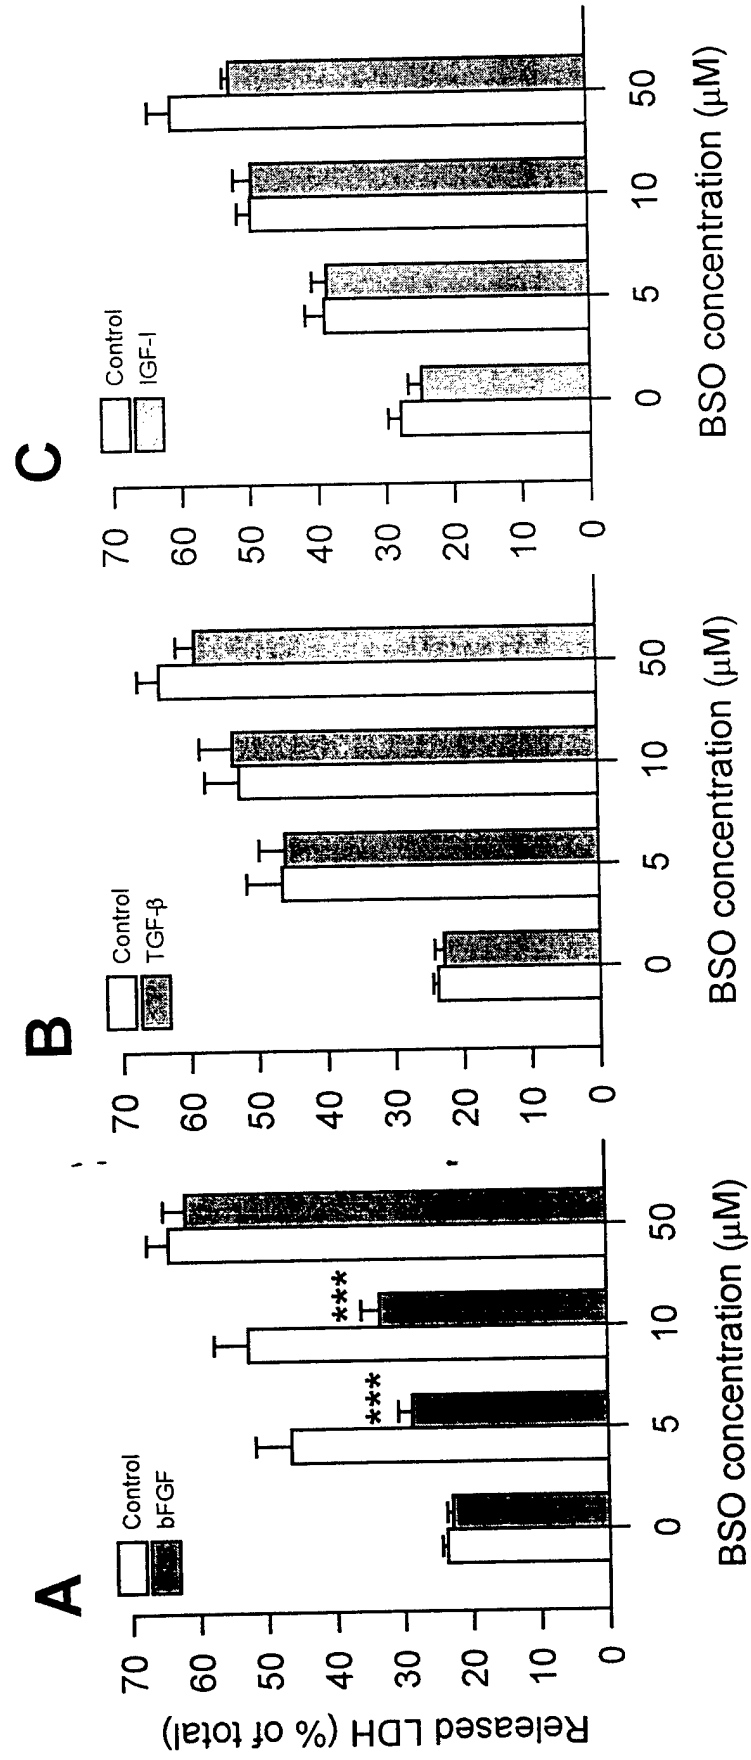 A
Control
bFGF
Released LDH (% of total)
70
60
50
40
30
20
10
0
***
***
0 5 10 50
BSO concentration (μM)
B
Control
TGF-β
70
60
50
40
30
20
10
0
0 5 10 50
BSO concentration (μM)
C
Control
IGF-I
70
60
50
40
30
20
10
0
0 5 10 50
BSO concentration (μM)